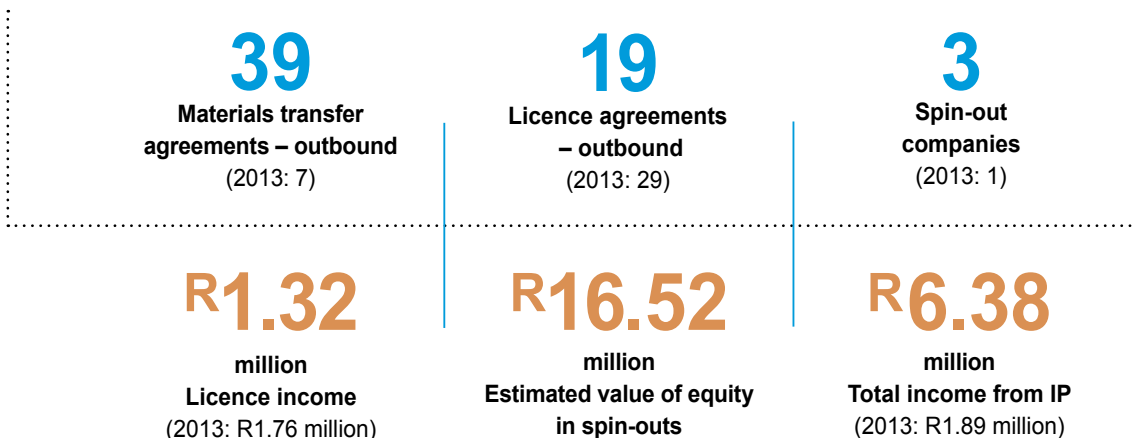 39
Materials transfer
agreements – outbound
(2013: 7)
19
Licence agreements
– outbound
(2013: 29)
3
Spin-out
companies
(2013: 1)
R1.32
million
Licence income
(2013: R1.76 million)
R16.52
million
Estimated value of equity
in spin-outs
R6.38
million
Total income from IP
(2013: R1.89 million)